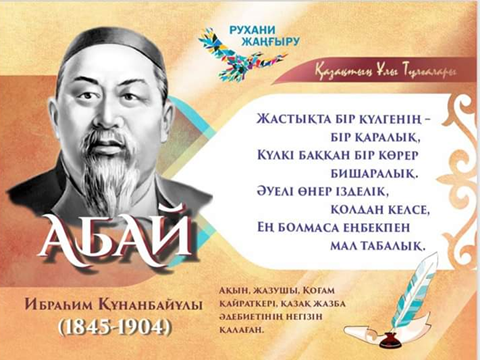 РУХАНИ
ЖАҢҒЫРУ
Қазақтың Ұлы Тұлғалары
ЖАСТЫҚТА БІР КҮЛГЕНІҢ –
БІР ҚАРАЛЫҚ,
КҮЛКІ БАҚҚАН БІР КӨРЕР
БИШАРАЛЫҚ.
ӘУЕЛІ ӨНЕР ІЗДЕЛІК,
ҚОЛДАН КЕЛСЕ,
ЕҢ БОЛМАСА ЕҢБЕКПЕН
МАЛ ТАБАЛЫҚ.
АБАЙ
ИБРАҺИМ ҚҰНАНБАЙҰЛЫ
(1845-1904)
АҚЫН, ЖАЗУШЫ, ҚОҒАМ
ҚАЙРАТКЕРІ, ҚАЗАҚ ЖАЗБА
ӘДЕБИЕТІНІҢ НЕГІЗІН
ҚАЛАҒАН.